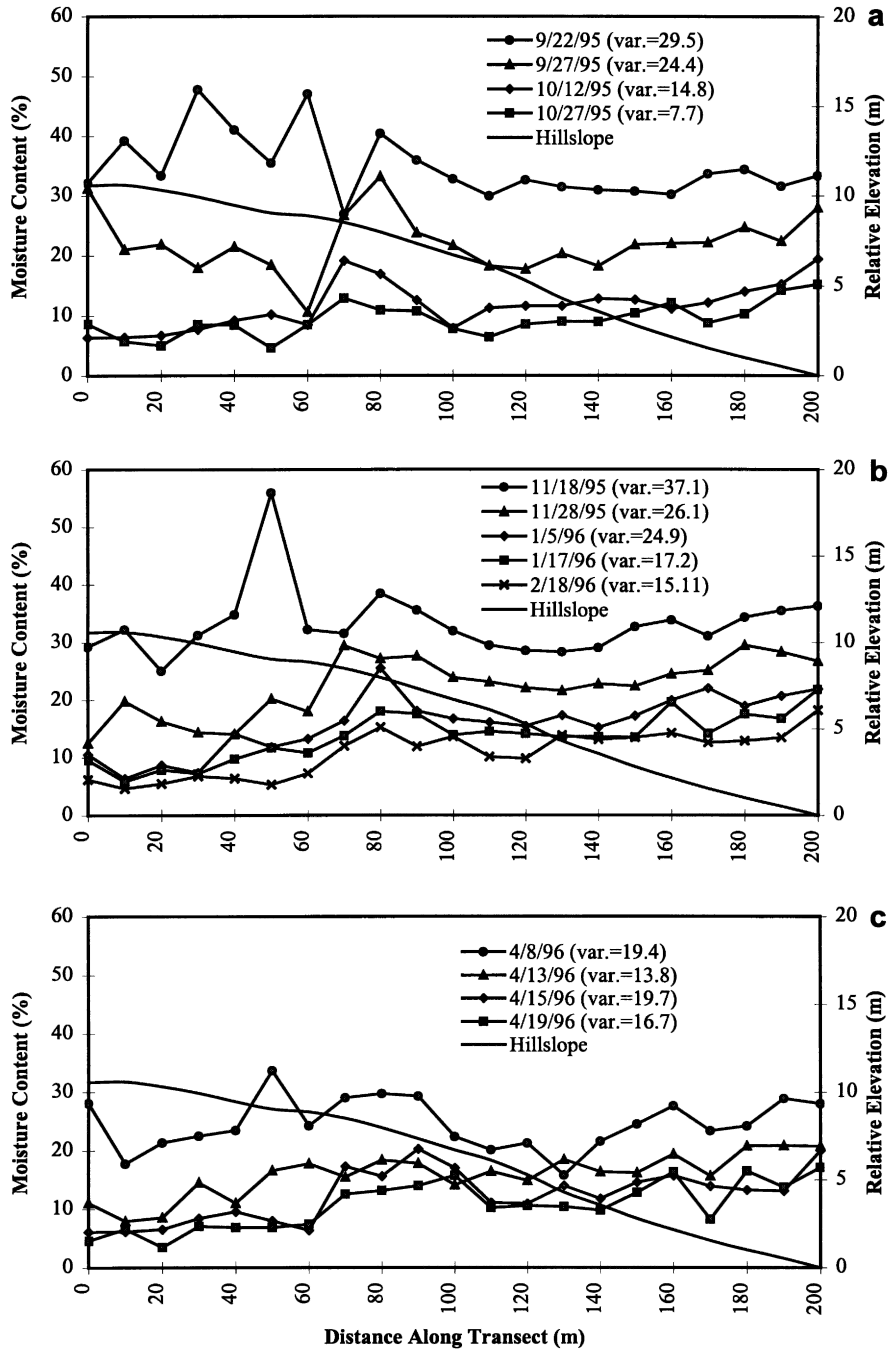 a
60
50
40
30
20
10
0
Moisture Content (%)
9/22/95 (var.=29.5)
9/27/95 (var.=24.4)
10/12/95 (var.=14.8)
10/27/95 (var.=7.7)
Hillslope
20
15
10
5
0
Relative Elevation (m)
0 20 40 60 80 100 120 140 160 180 200
b
60
50
40
30
20
10
0
Moisture Content (%)
11/18/95 (var.=37.1)
11/28/95 (var.=26.1)
1/5/96 (var.=24.9)
1/17/96 (var.=17.2)
2/18/96 (var.=15.11)
Hillslope
20
15
10
5
0
Relative Elevation (m)
0 20 40 60 80 100 120 140 160 180 200
c
60
50
40
30
20
10
0
Moisture Content (%)
4/8/96 (var.=19.4)
4/13/96 (var.=13.8)
4/15/96 (var.=19.7)
4/19/96 (var.=16.7)
Hillslope
20
15
10
5
0
Relative Elevation (m)
0 20 40 60 80 100 120 140 160 180 200
Distance Along Transect (m)